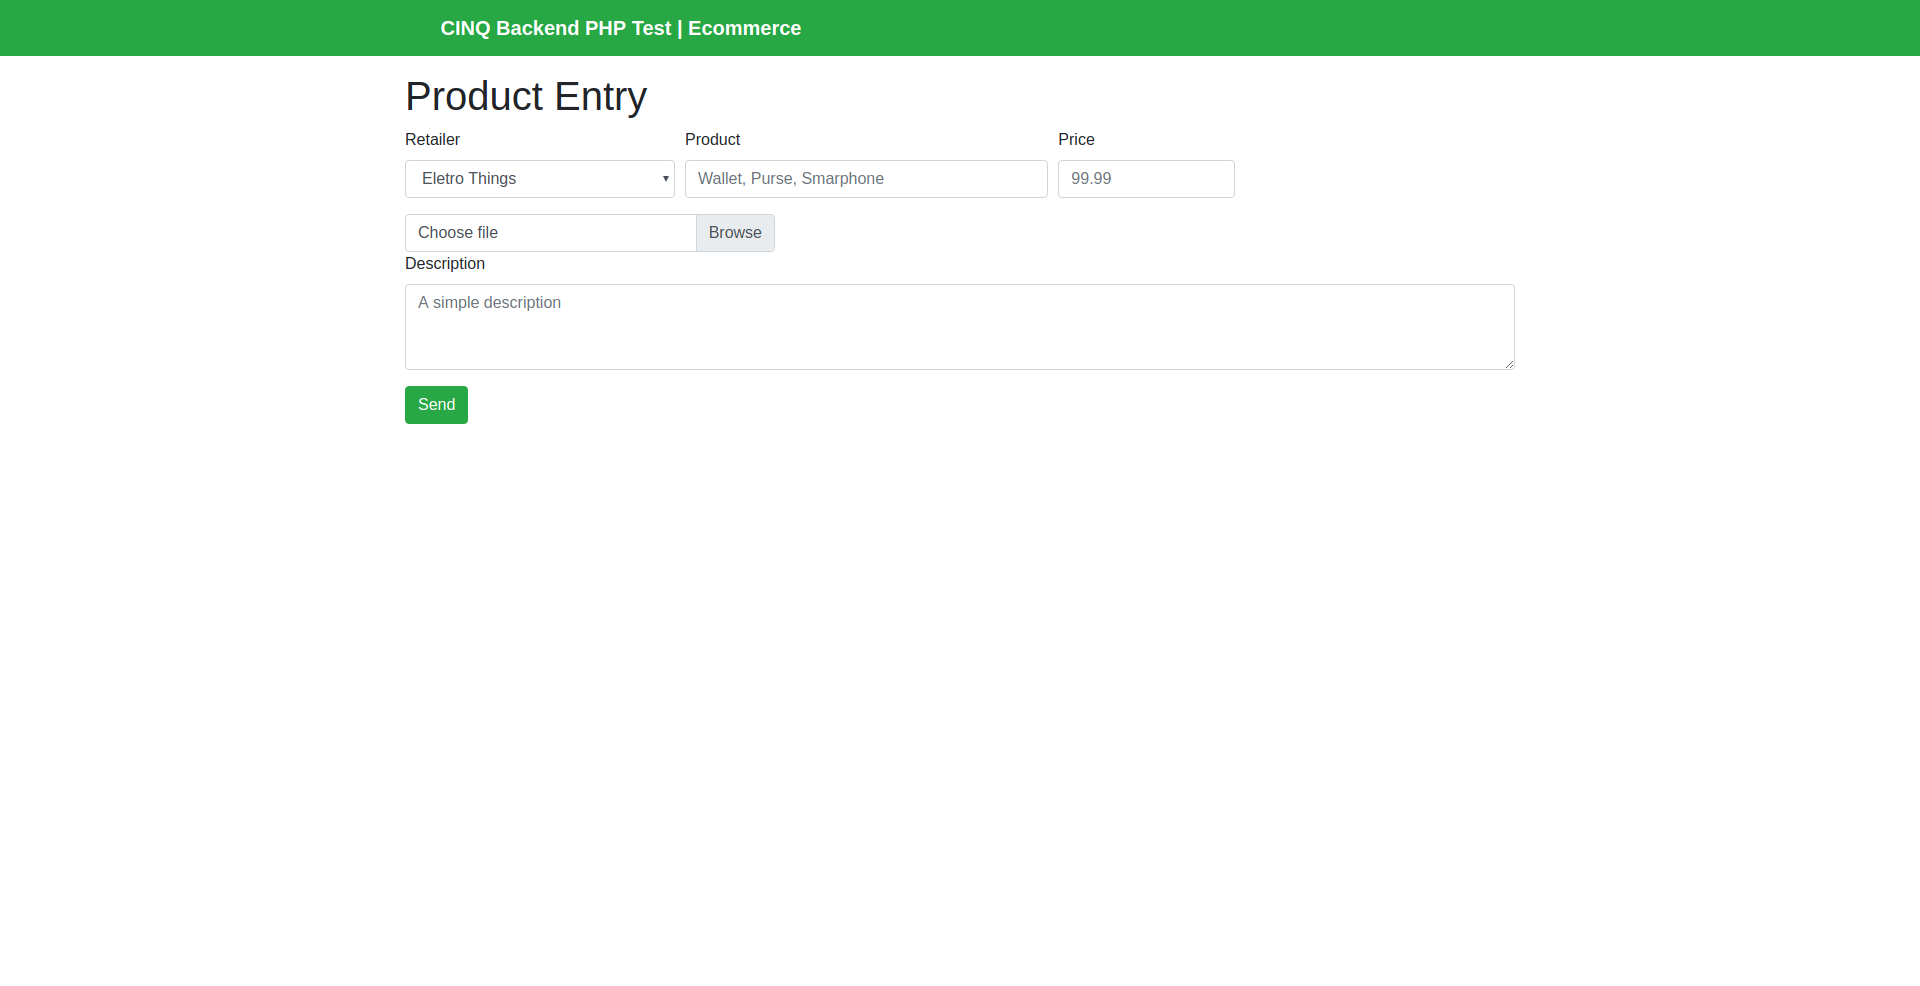 CINQ Backend PHP Test | Ecommerce
Product Entry
Retailer Product Price
Eletro Things Wallet, Purse, Smarphone 99.99
Choose file Browse
Description
A simple description
Send